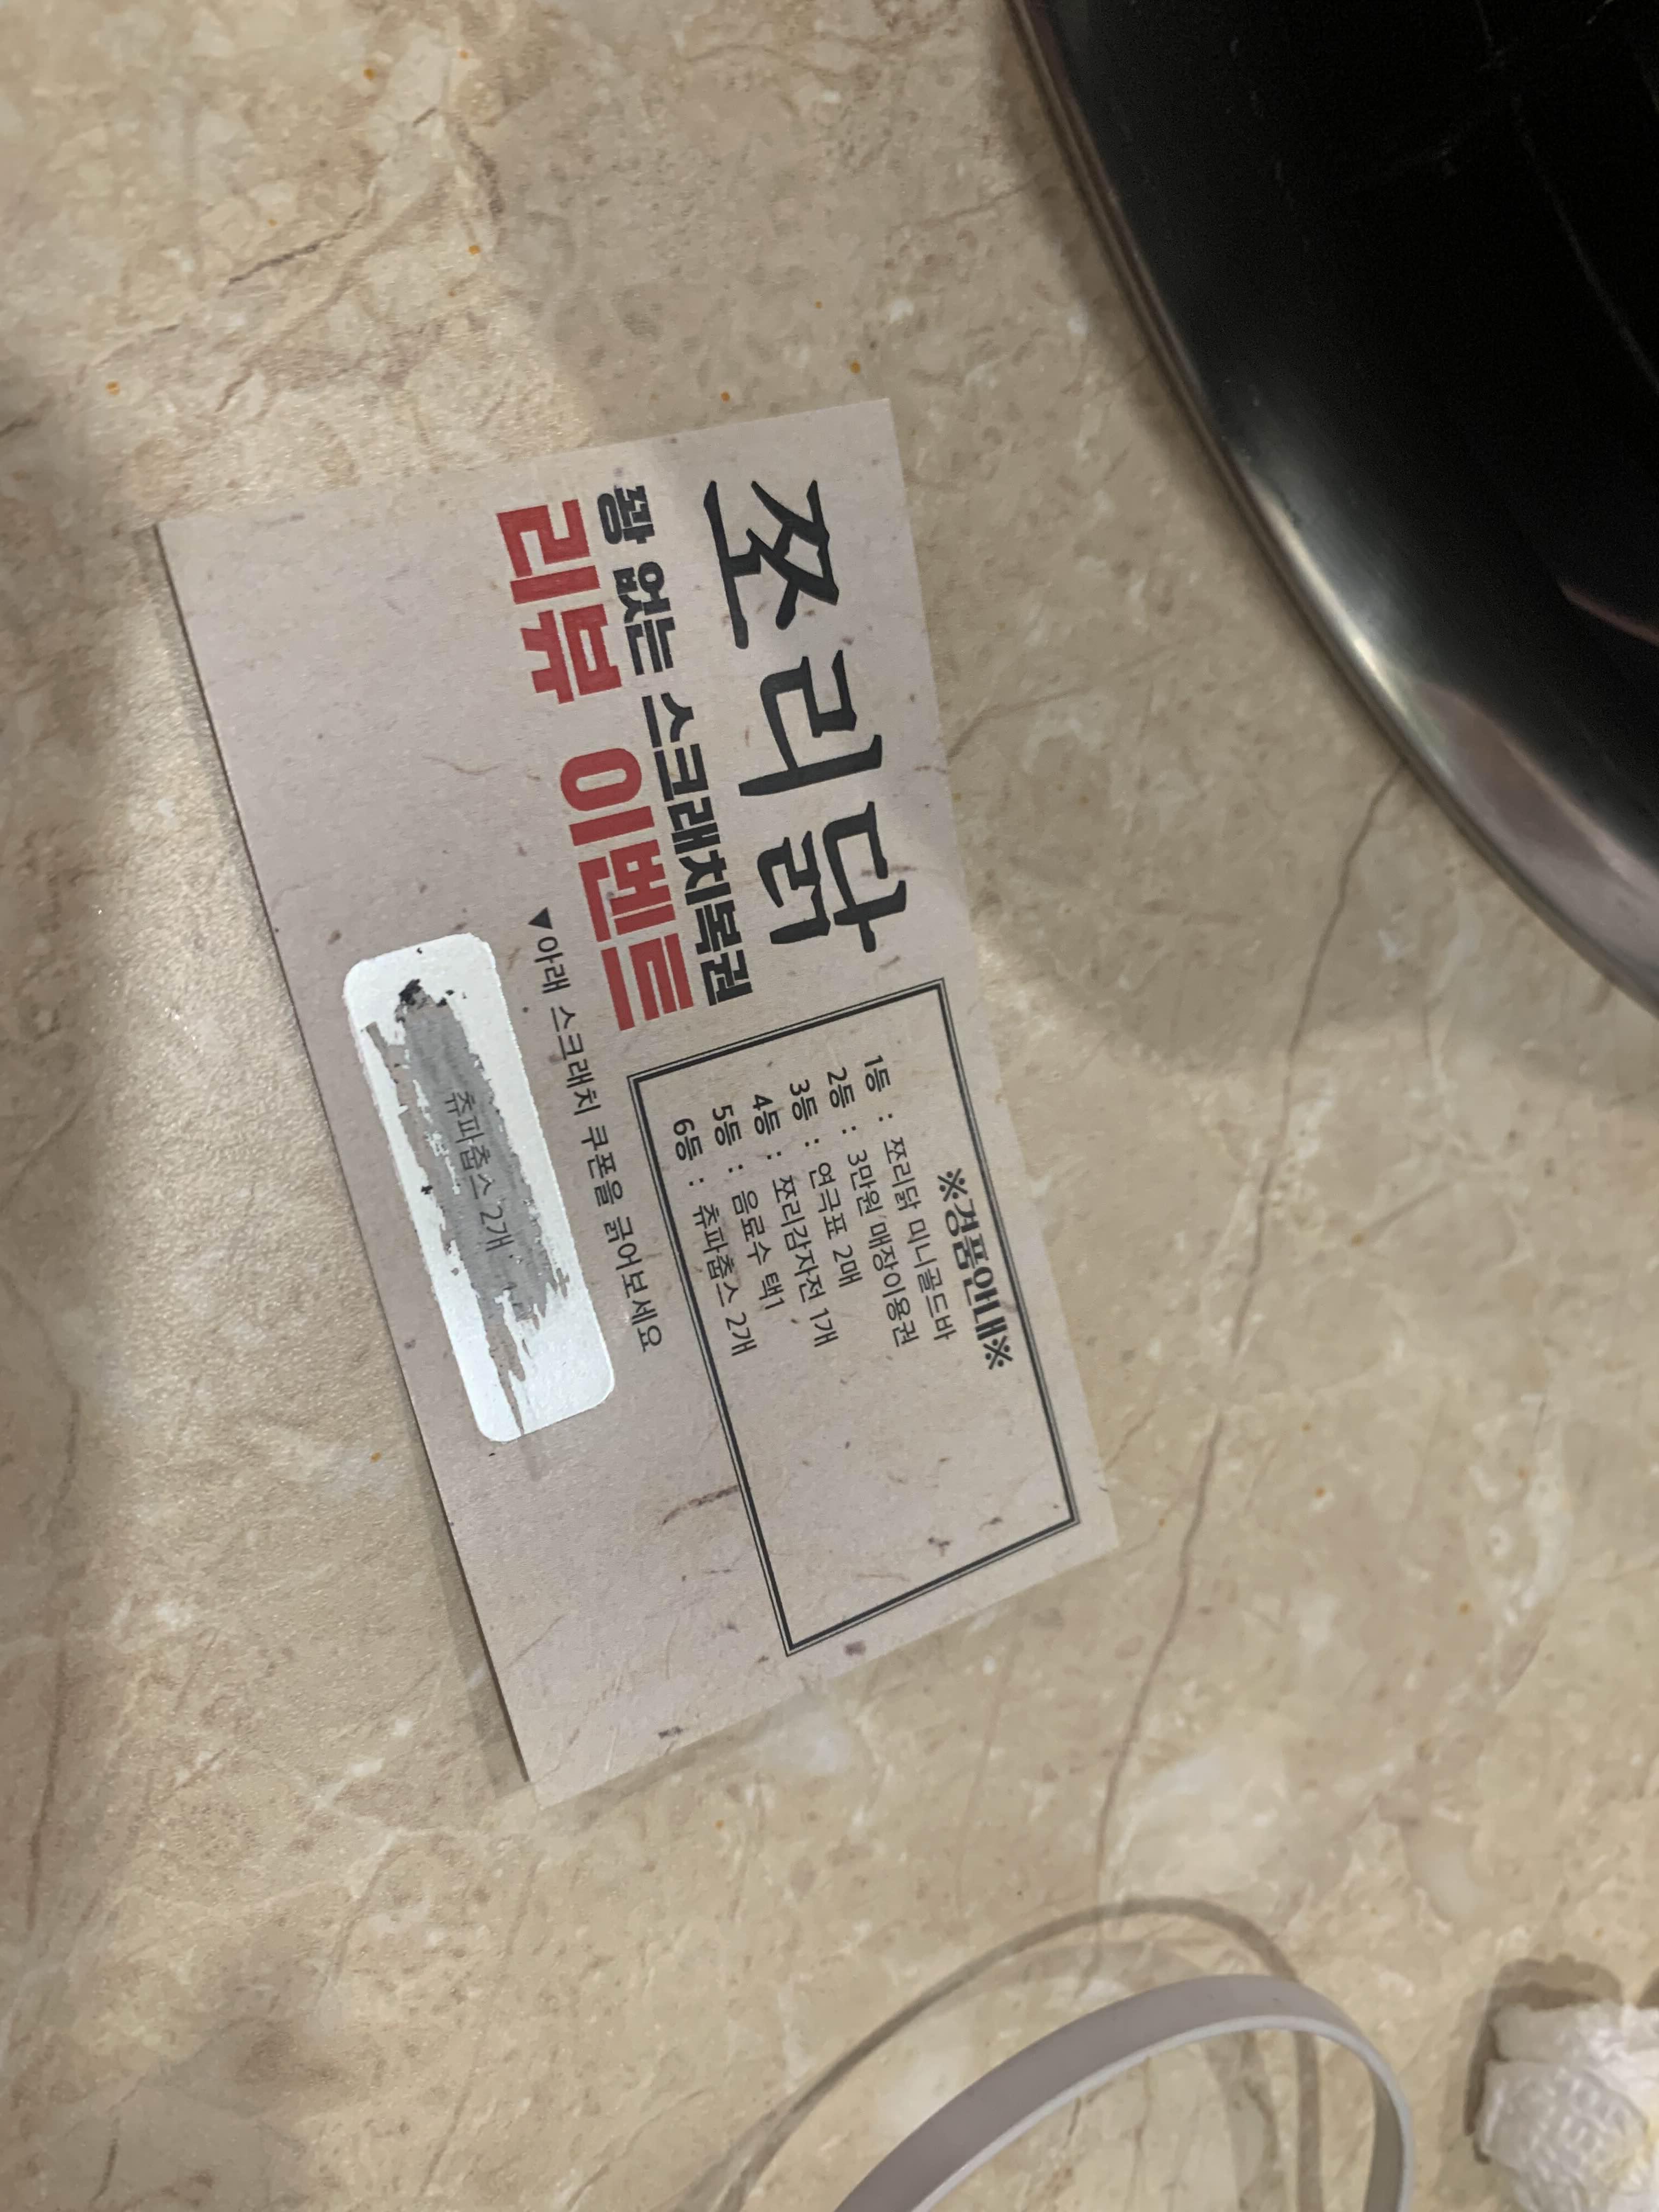 쪼리닭
꽝 없는 스크래치복권
리뷰 이벤트
※경품안내※
1등 : 쪼리닭 미니골드바
2등 : 3만원 매장이용권
3등 : 연극표 2매
4등 : 쪼리감자전 1개
5등 : 음료수 택1
6등 : 츄파춥스 2개
▼아래 스크래치 쿠폰을 긁어보세요
츄파춥스 2개